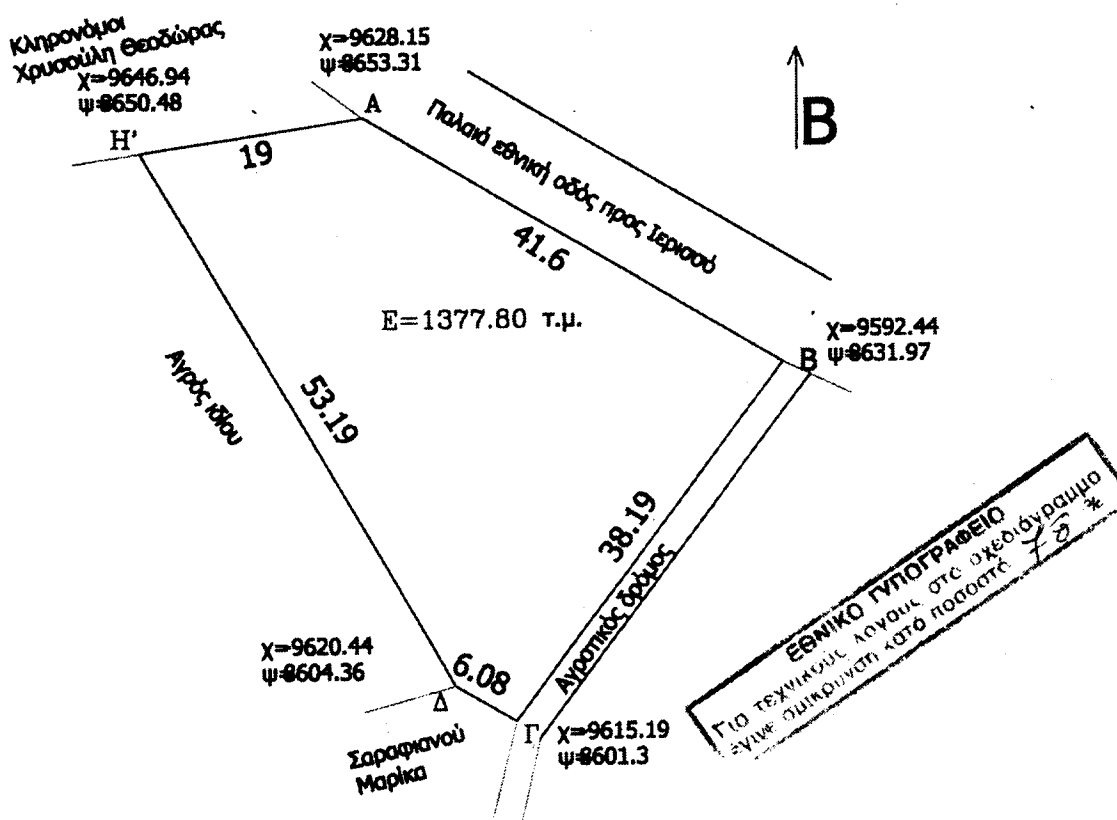 Κληρονόμοι
Χρυσούλη Θεοδώρας
χ=-9646.94
ψ=8650.48
χ=-9628.15
ψ=8653.31
Η'
Α
19
Παλαιά εθνική οδός προς Ιερισσό
Β
41.6
Ε=1377.80 τ.μ.
Β
χ=-9592.44
ψ=8631.97
Αγρός ιδίου
53.19
38.19
Αγροτικός δρόμος
χ=-9620.44
ψ=8604.36
6.08
Δ
Γ
χ=-9615.19
ψ=8601.3
Σαραφιανού
Μαρίκα
ΕΘΝΙΚΟ ΤΥΠΟΓΡΑΦΕΙΟ
Για τεχνικούς λόγους στο σχεδιάγραμμα
έγινε σμίκρυνση κατά ποσοστό